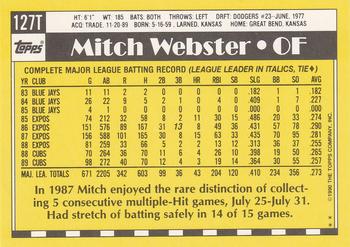 127T
Topps
HT: 6'1" WT: 185 BATS: BOTH THROWS: LEFT DRAFT: DODGERS #23-JUNE, 1977
ACQ: TRADE, 11-20-89 BORN: 5-16-59, LARNED, KANSAS HOME: GREAT BEND, KANSAS
Mitch Webster • OF
COMPLETE MAJOR LEAGUE BATTING RECORD (LEAGUE LEADER IN ITALICS, TIE♦)
YR CLUB G AB R H 2B 3B HR RBI SB SLG BB SO AVG
83 BLUE JAYS 11 11 2 2 0 0 0 0 0 .182 1 1 .182
84 BLUE JAYS 26 22 9 5 2 1 0 4 0 .409 1 7 .227
85 BLUE JAYS 4 1 0 0 0 0 0 0 0 .000 0 0 .000
85 EXPOS 74 212 32 58 8 2 11 30 15 .486 20 33 .274
86 EXPOS 151 576 89 167 31 13 8 49 36 .431 57 78 .290
87 EXPOS 156 588 101 165 30 8 15 63 33 .435 70 95 .281
88 EXPOS 81 259 33 66 5 2 2 13 12 .313 36 37 .255
88 CUBS 70 264 36 70 11 6 4 26 10 .398 19 50 .265
89 CUBS 98 272 40 70 12 4 3 19 14 .364 30 55 .257
MAJ. LEA. TOTALS 671 2205 342 603 99 36 43 204 120 .410 234 356 .273
In 1987 Mitch enjoyed the rare distinction of collect-
ing 5 consecutive multiple-Hit games, July 25-July 31.
Had stretch of batting safely in 14 of 15 games.
© 1990 THE TOPPS COMPANY, INC.
**